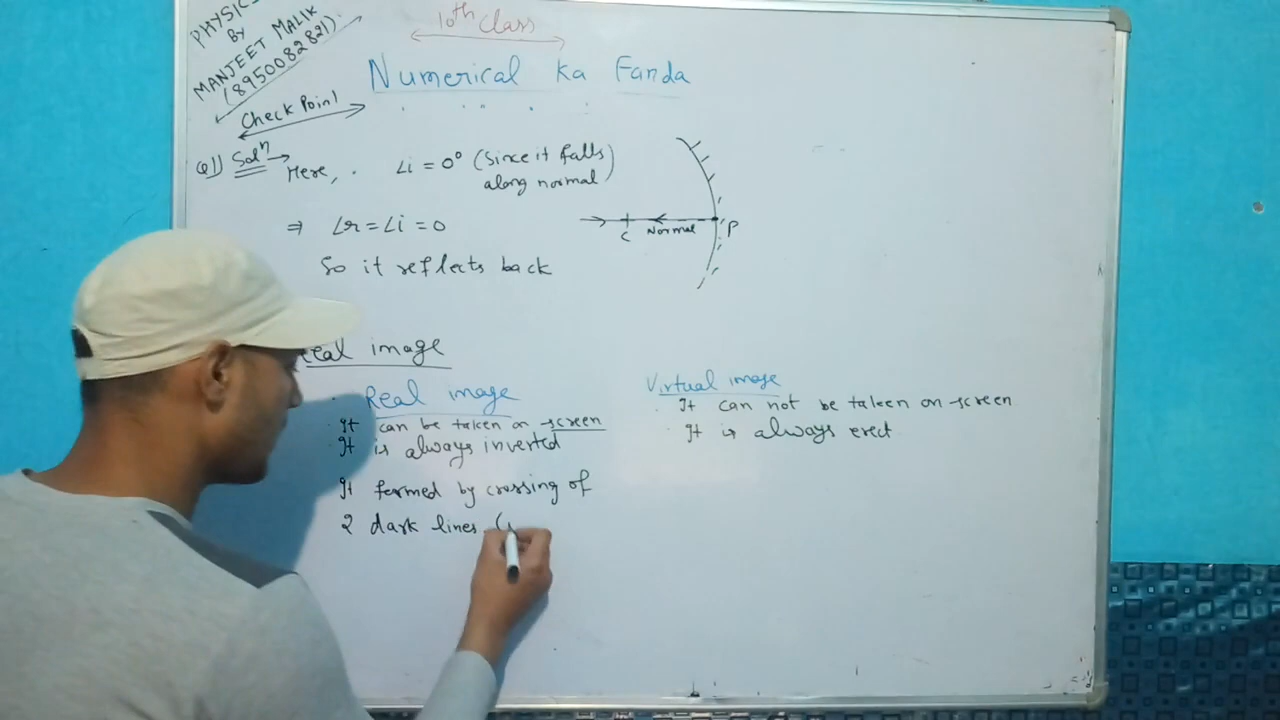 PHYSICS
BY
MANJEET MALIK
(8950082821)
10th class
Numerical ka Fanda
Check Point
Q1) Solⁿ → Here, ∠i = 0° (Since it falls
along normal)
⇒ ∠r = ∠i = 0
So it reflects back
C Normal P
eal image
Real image
It can be taken on screen
It is always inverted
It formed by crossing of
2 dark lines (
Virtual image
It can not be taken on screen
It is always erect